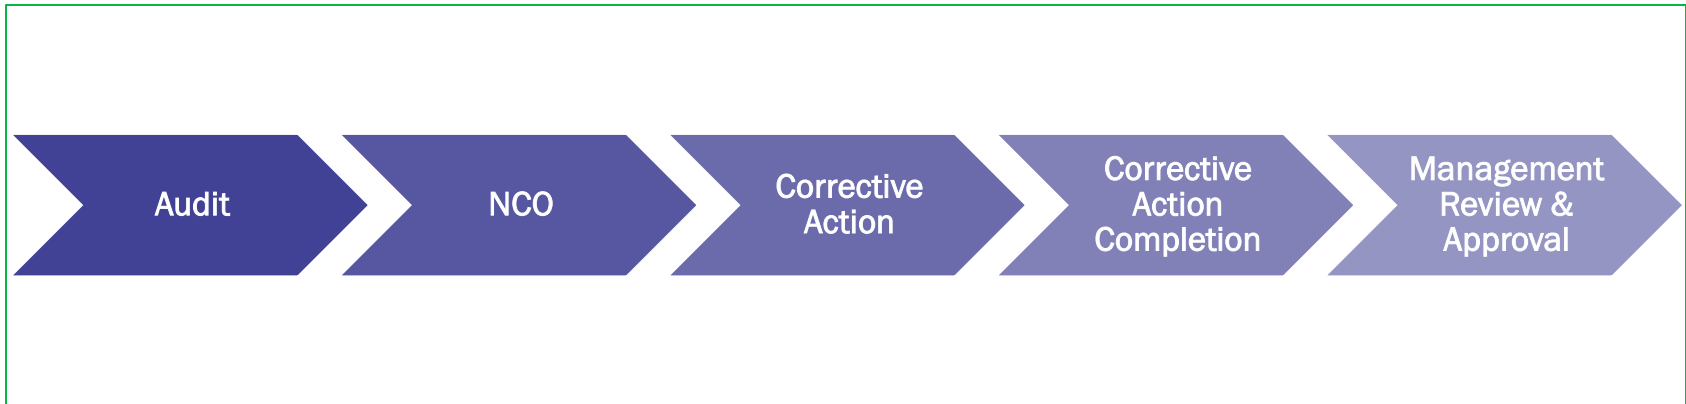 Audit
NCO
Corrective
Action
Corrective
Action
Completion
Management
Review &
Approval